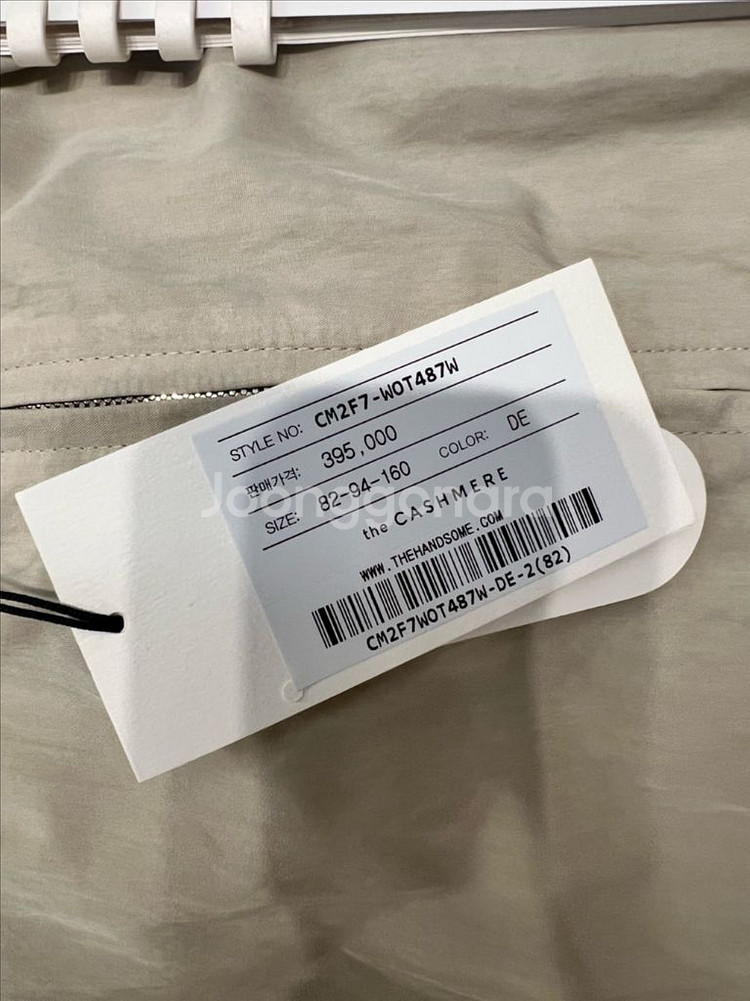 STYLE NO: CM2F7-WOT487W
판매가격: 395,000
SIZE: 82-94-160 COLOR: DE
the CASHMERE
WWW.THEHANDSOME.COM
CM2F7WOT487W-DE-2(82)
Joonggonara